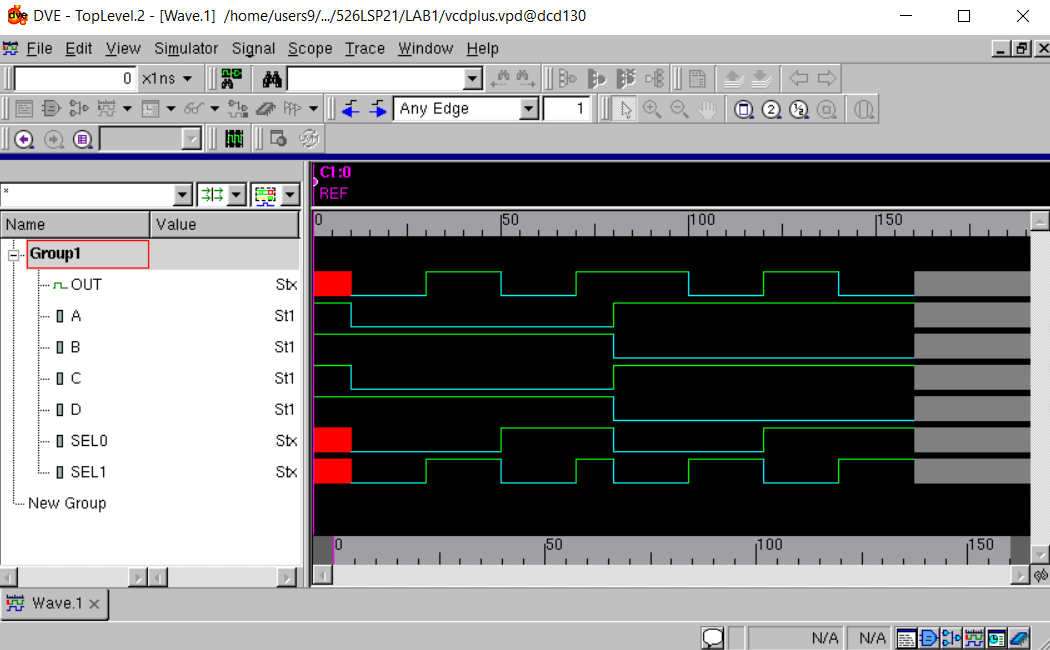 dve DVE - TopLevel.2 - [Wave.1] /home/users9/.../526LSP21/LAB1/vcdplus.vpd@dcd130
File Edit View Simulator Signal Scope Trace Window Help
0 x1ns
Any Edge 1
C1:0
REF
*
0 50 100 150
Name Value
Group1
OUT Stx
A St1
B St1
C St1
D St1
SEL0 Stx
SEL1 Stx
New Group
0 50 100 150
Wave.1
N/A N/A